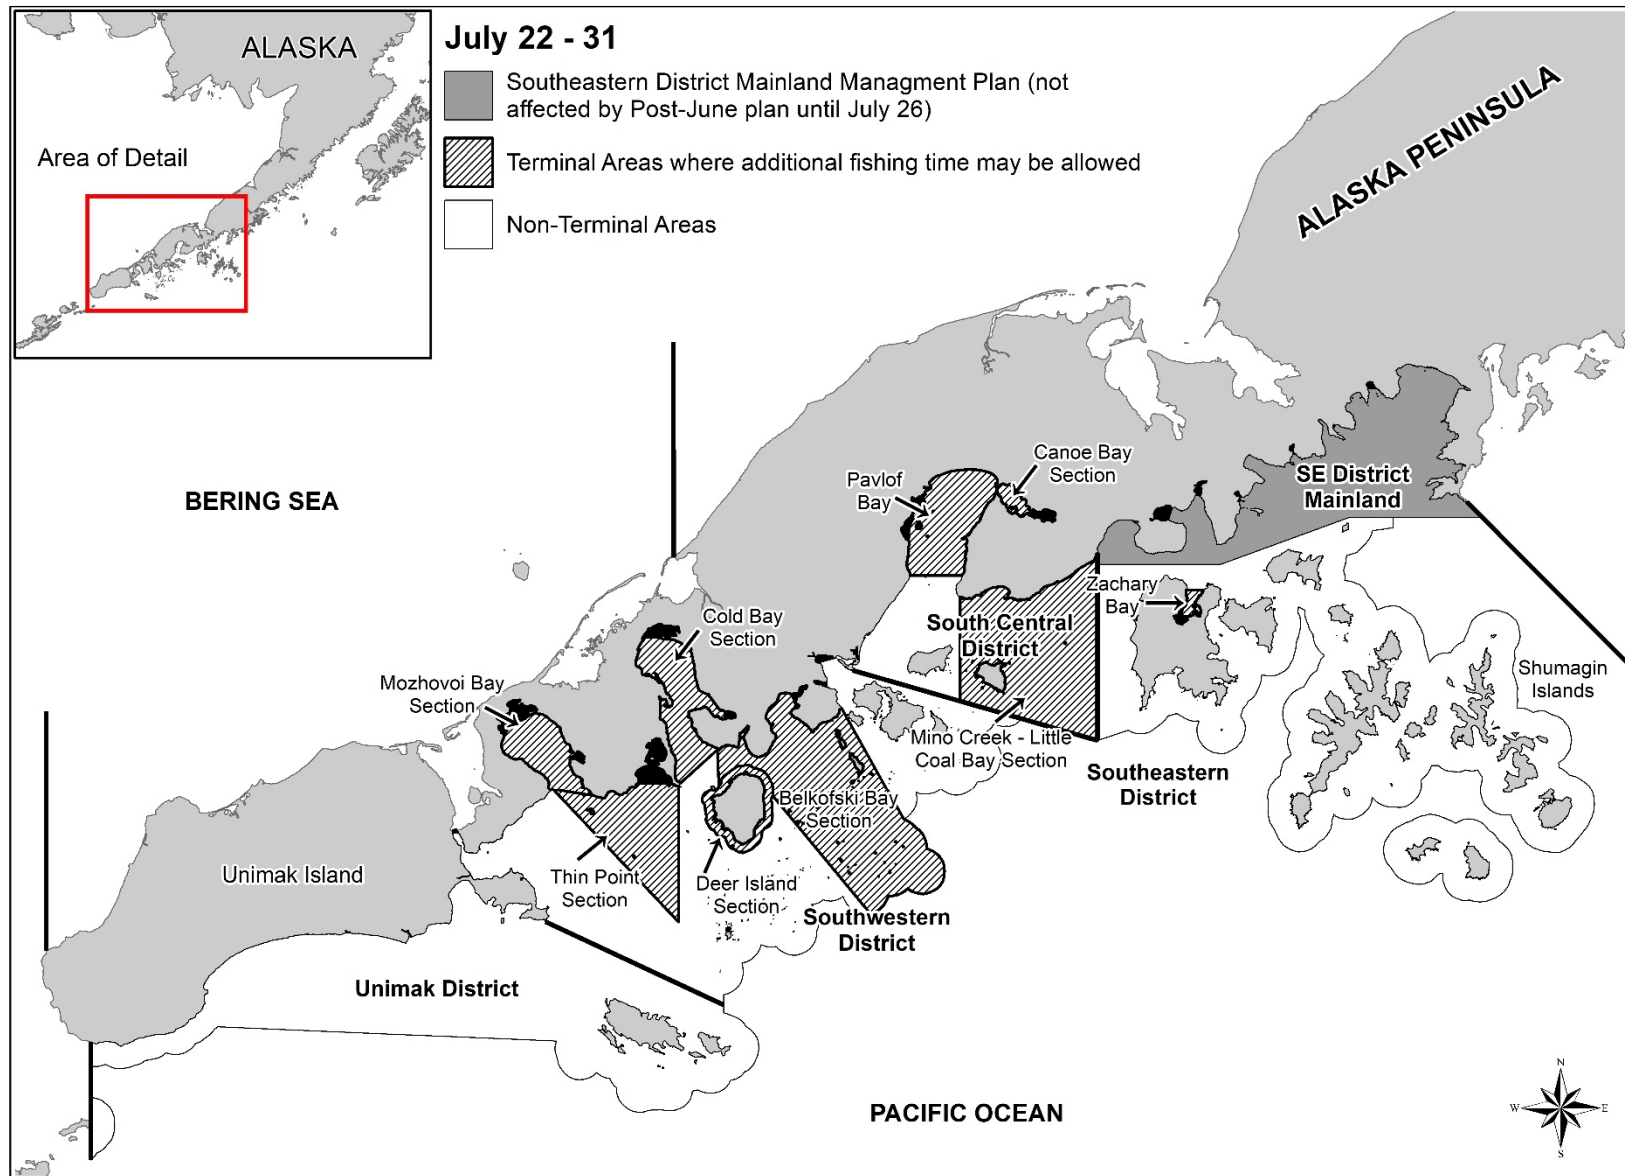 ALASKA
Area of Detail
July 22 - 31
Southeastern District Mainland Managment Plan (not
affected by Post-June plan until July 26)
Terminal Areas where additional fishing time may be allowed
Non-Terminal Areas
ALASKA PENINSULA
BERING SEA
Canoe Bay
Section
Pavlof
Bay
SE District
Mainland
Zachary
Bay
Cold Bay
Section
South Central
District
Shumagin
Islands
Mozhovoi Bay
Section
Mino Creek - Little
Coal Bay Section
Southeastern
District
Belkofski Bay
Section
Unimak Island
Thin Point
Section
Deer Island
Section
Southwestern
District
Unimak District
PACIFIC OCEAN
N
W
E
S